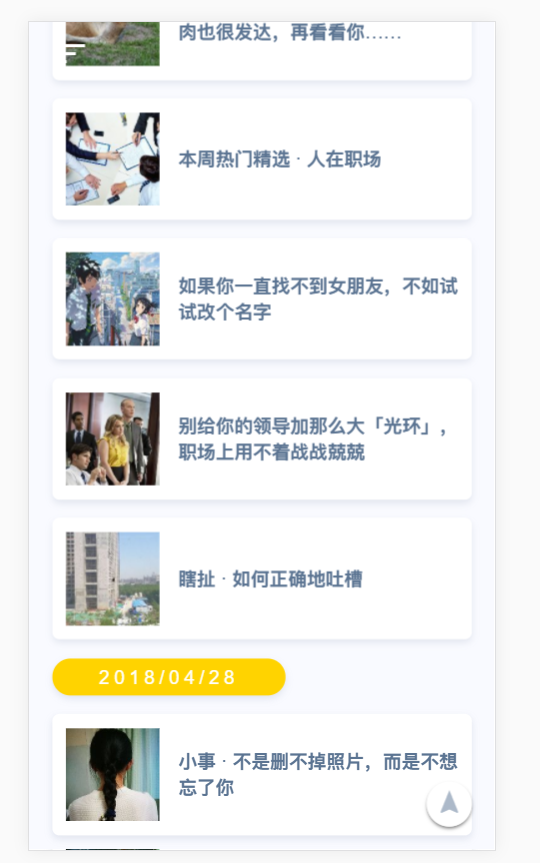 肉也很发达，再看看你……
本周热门精选 · 人在职场
如果你一直找不到女朋友，不如试
试改个名字
别给你的领导加那么大「光环」，
职场上用不着战战兢兢
瞎扯 · 如何正确地吐槽
2018/04/28
小事 · 不是删不掉照片，而是不想
忘了你